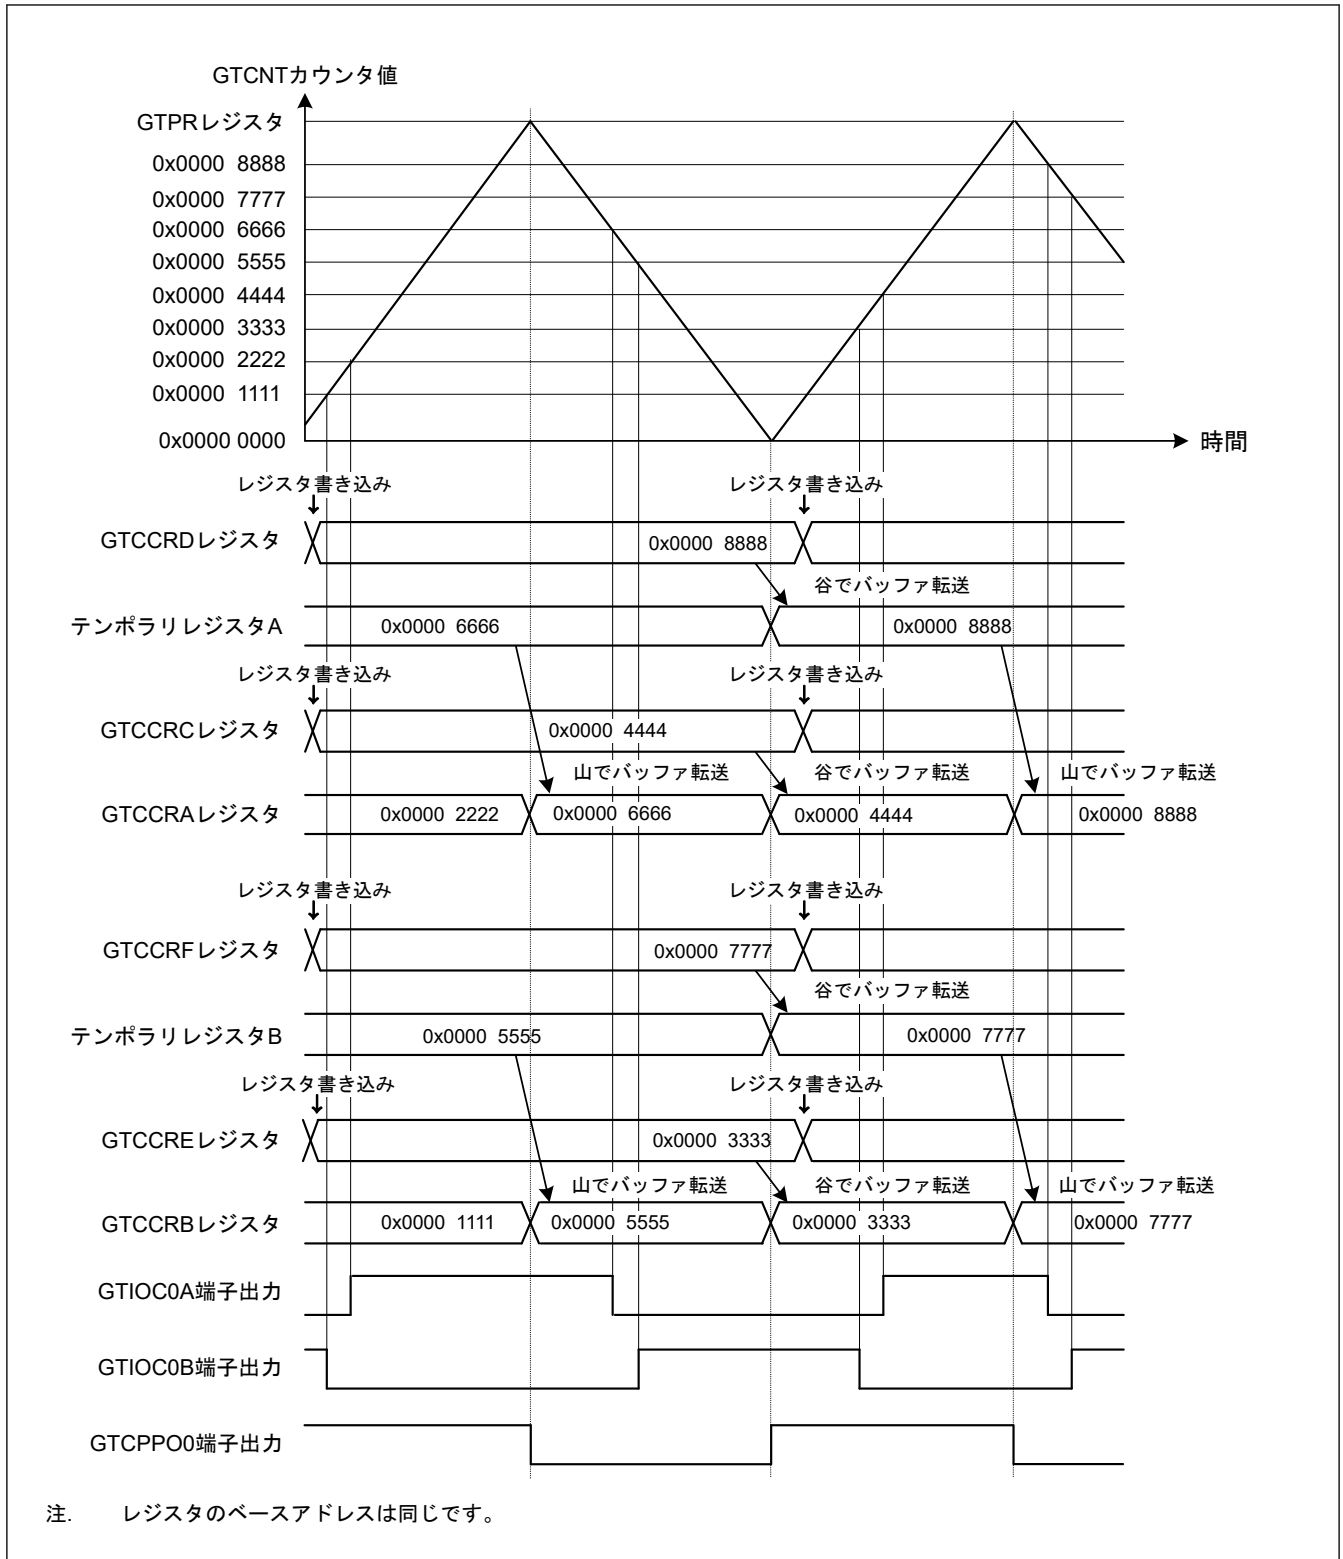 GTCNTカウンタ値
GTPRレジスタ
0x0000 8888
0x0000 7777
0x0000 6666
0x0000 5555
0x0000 4444
0x0000 3333
0x0000 2222
0x0000 1111
0x0000 0000
時間
レジスタ書き込み
レジスタ書き込み
GTCCRDレジスタ
0x0000 8888
谷でバッファ転送
テンポラリレジスタA
0x0000 6666
0x0000 8888
レジスタ書き込み
レジスタ書き込み
GTCCRCレジスタ
0x0000 4444
山でバッファ転送
谷でバッファ転送
山でバッファ転送
GTCCRAレジスタ
0x0000 2222
0x0000 6666
0x0000 4444
0x0000 8888
レジスタ書き込み
レジスタ書き込み
GTCCRFレジスタ
0x0000 7777
谷でバッファ転送
テンポラリレジスタB
0x0000 5555
0x0000 7777
レジスタ書き込み
レジスタ書き込み
GTCCREレジスタ
0x0000 3333
山でバッファ転送
谷でバッファ転送
山でバッファ転送
GTCCRBレジスタ
0x0000 1111
0x0000 5555
0x0000 3333
0x0000 7777
GTIOC0A端子出力
GTIOC0B端子出力
GTCPPO0端子出力
注. レジスタのベースアドレスは同じです。